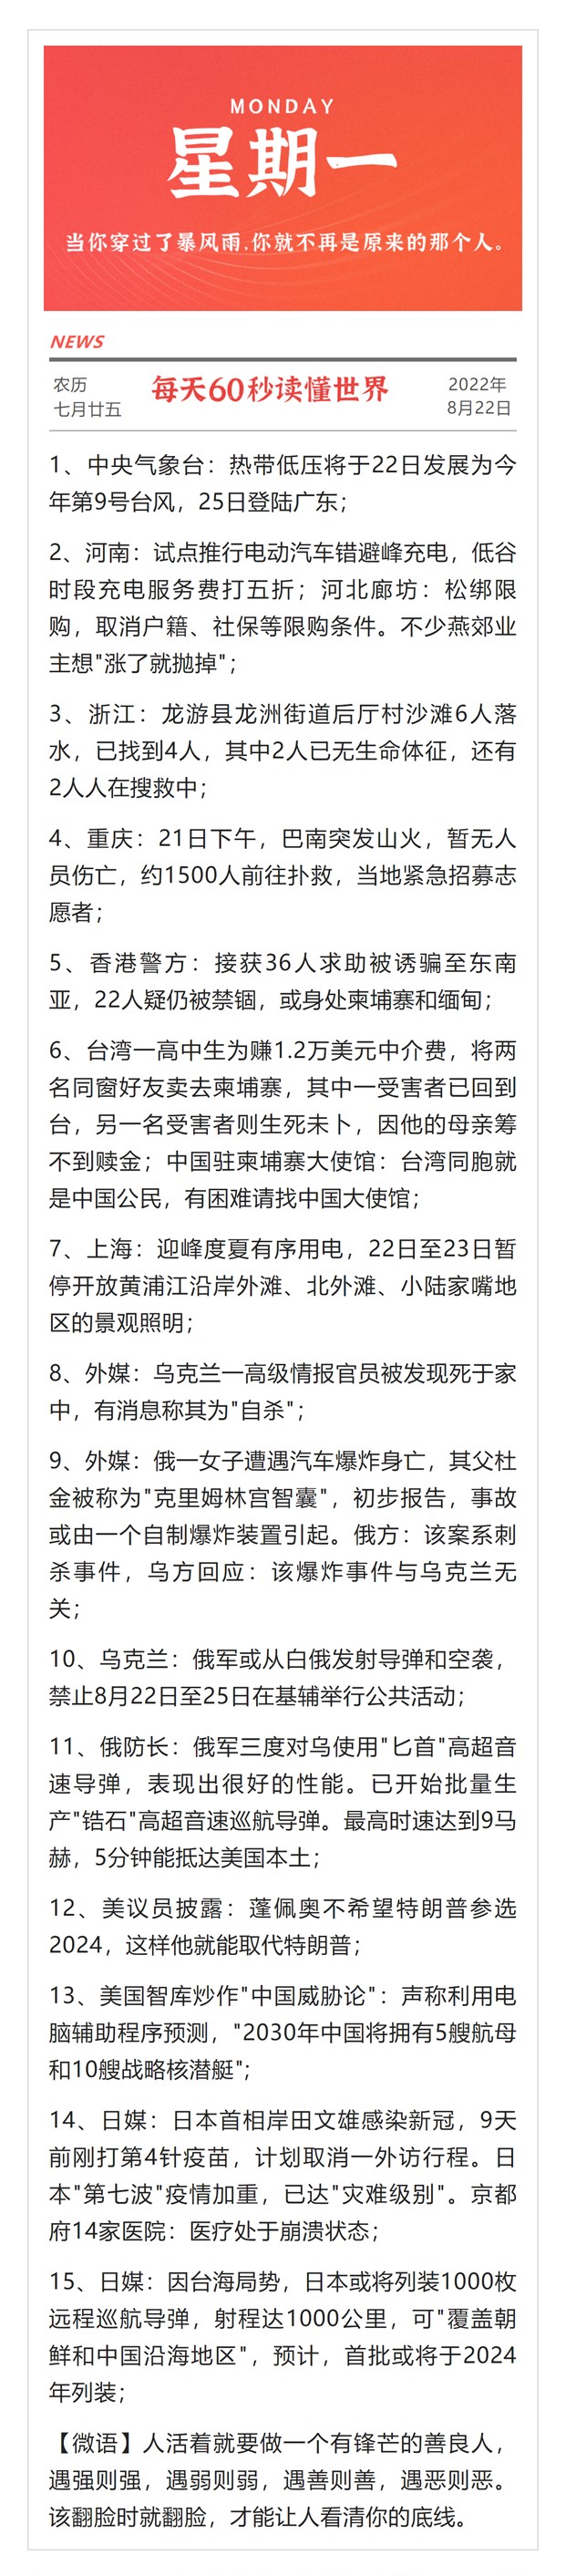 MONDAY
星期一
当你穿过了暴风雨,你就不再是原来的那个人。
NEWS
农历
七月廿五
每天60秒读懂世界
2022年
8月22日
1、中央气象台：热带低压将于22日发展为今
年第9号台风，25日登陆广东；
2、河南：试点推行电动汽车错避峰充电，低谷
时段充电服务费打五折；河北廊坊：松绑限
购，取消户籍、社保等限购条件。不少燕郊业
主想"涨了就抛掉"；
3、浙江：龙游县龙洲街道后厅村沙滩6人落
水，已找到4人，其中2人已无生命体征，还有
2人人在搜救中；
4、重庆：21日下午，巴南突发山火，暂无人
员伤亡，约1500人前往扑救，当地紧急招募志
愿者；
5、香港警方：接获36人求助被诱骗至东南
亚，22人疑仍被禁锢，或身处柬埔寨和缅甸；
6、台湾一高中生为赚1.2万美元中介费，将两
名同窗好友卖去柬埔寨，其中一受害者已回到
台，另一名受害者则生死未卜，因他的母亲筹
不到赎金；中国驻柬埔寨大使馆：台湾同胞就
是中国公民，有困难请找中国大使馆；
7、上海：迎峰度夏有序用电，22日至23日暂
停开放黄浦江沿岸外滩、北外滩、小陆家嘴地
区的景观照明；
8、外媒：乌克兰一高级情报官员被发现死于家
中，有消息称其为"自杀"；
9、外媒：俄一女子遭遇汽车爆炸身亡，其父杜
金被称为"克里姆林宫智囊"，初步报告，事故
或由一个自制爆炸装置引起。俄方：该案系刺
杀事件，乌方回应：该爆炸事件与乌克兰无
关；
10、乌克兰：俄军或从白俄发射导弹和空袭，
禁止8月22日至25日在基辅举行公共活动；
11、俄防长：俄军三度对乌使用"匕首"高超音
速导弹，表现出很好的性能。已开始批量生
产"锆石"高超音速巡航导弹。最高时速达到9马
赫，5分钟能抵达美国本土；
12、美议员披露：蓬佩奥不希望特朗普参选
2024，这样他就能取代特朗普；
13、美国智库炒作"中国威胁论"：声称利用电
脑辅助程序预测，"2030年中国将拥有5艘航母
和10艘战略核潜艇"；
14、日媒：日本首相岸田文雄感染新冠，9天
前刚打第4针疫苗，计划取消一外访行程。日
本"第七波"疫情加重，已达"灾难级别"。京都
府14家医院：医疗处于崩溃状态；
15、日媒：因台海局势，日本或将列装1000枚
远程巡航导弹，射程达1000公里，可"覆盖朝
鲜和中国沿海地区"，预计，首批或将于2024
年列装；
【微语】人活着就要做一个有锋芒的善良人，
遇强则强，遇弱则弱，遇善则善，遇恶则恶。
该翻脸时就翻脸，才能让人看清你的底线。